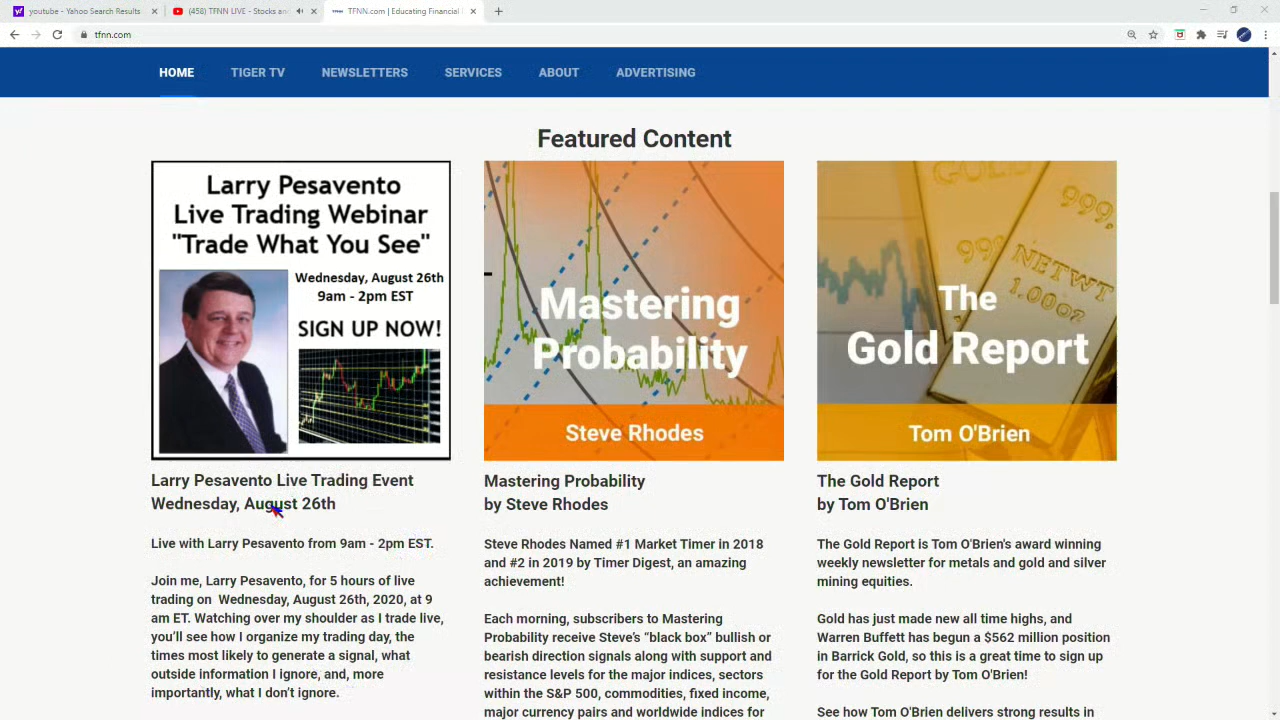 youtube - Yahoo Search Results
(458) TFNN LIVE - Stocks an
TFNN.com | Educating Financial
tfnn.com
HOME
TIGER TV
NEWSLETTERS
SERVICES
ABOUT
ADVERTISING
Featured Content
Larry Pesavento
Live Trading Webinar
"Trade What You See"
Wednesday, August 26th
9am - 2pm EST
SIGN UP NOW!
Larry Pesavento Live Trading Event
Wednesday, August 26th
Live with Larry Pesavento from 9am - 2pm EST.
Join me, Larry Pesavento, for 5 hours of live
trading on Wednesday, August 26th, 2020, at 9
am ET. Watching over my shoulder as I trade live,
you'll see how I organize my trading day, the
times most likely to generate a signal, what
outside information I ignore, and, more
importantly, what I don't ignore.
Mastering
Probability
Steve Rhodes
Mastering Probability
by Steve Rhodes
Steve Rhodes Named #1 Market Timer in 2018
and #2 in 2019 by Timer Digest, an amazing
achievement!
Each morning, subscribers to Mastering
Probability receive Steve's “black box” bullish or
bearish direction signals along with support and
resistance levels for the major indices, sectors
within the S&P 500, commodities, fixed income,
major currency pairs and worldwide indices for
GOLD
999,
999
NETWT
1.00oz
The
Gold Report
Tom O'Brien
The Gold Report
by Tom O'Brien
The Gold Report is Tom O'Brien's award winning
weekly newsletter for metals and gold and silver
mining equities.
Gold has just made new all time highs, and
Warren Buffett has begun a $562 million position
in Barrick Gold, so this is a great time to sign up
for the Gold Report by Tom O'Brien!
See how Tom O'Brien delivers strong results in